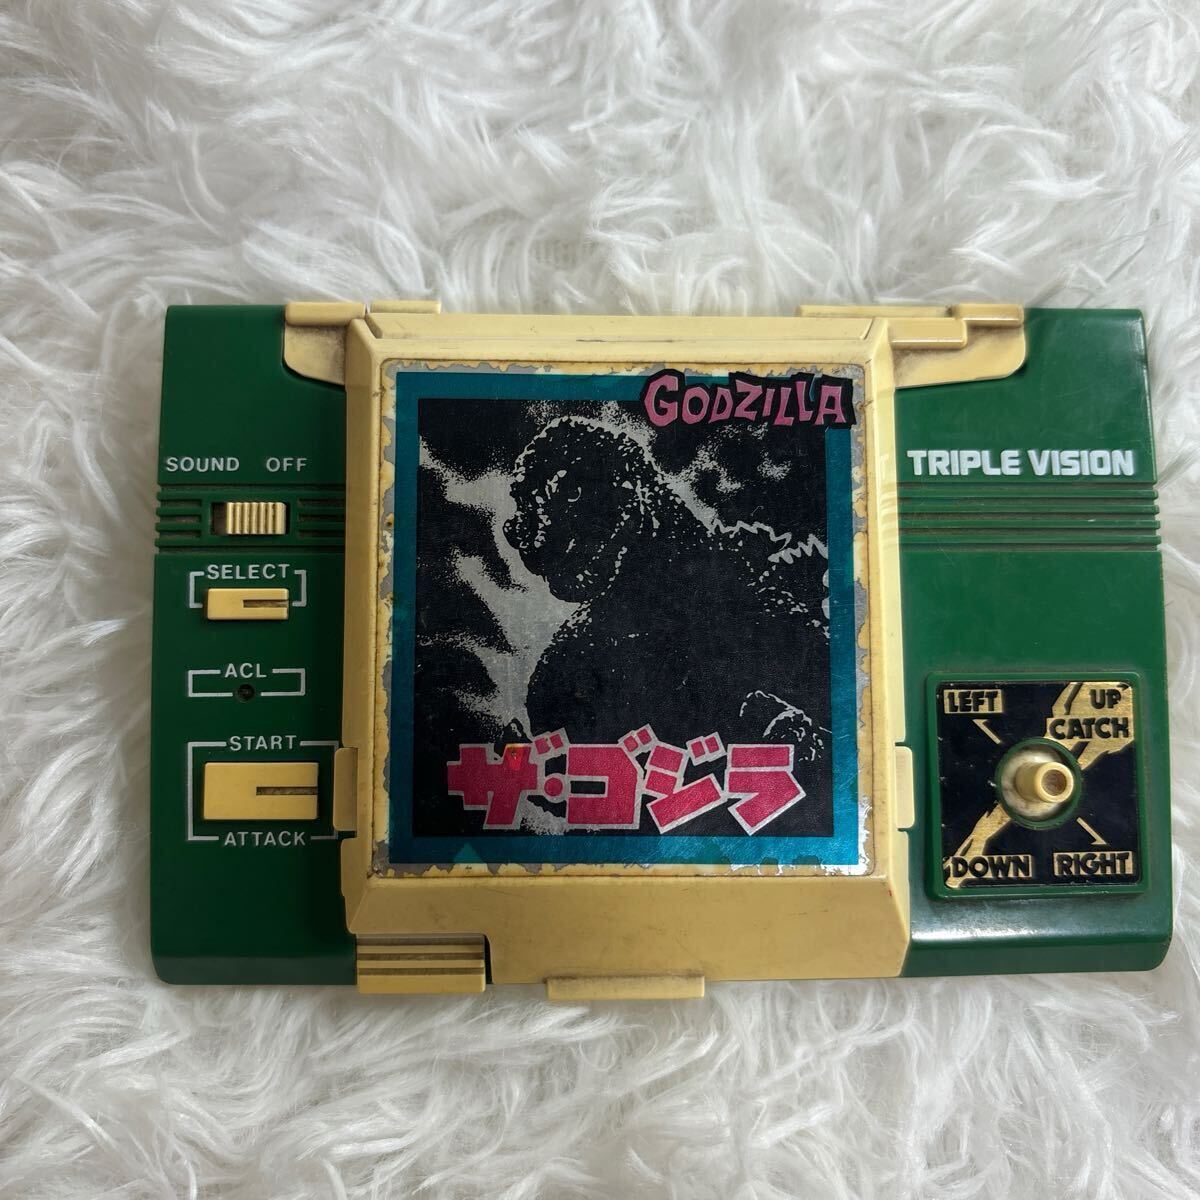 GODZILLA
SOUND OFF
TRIPLE VISION
SELECT
ACL
START
ATTACK
ザ・ゴジラ
LEFT UP
CATCH
DOWN RIGHT